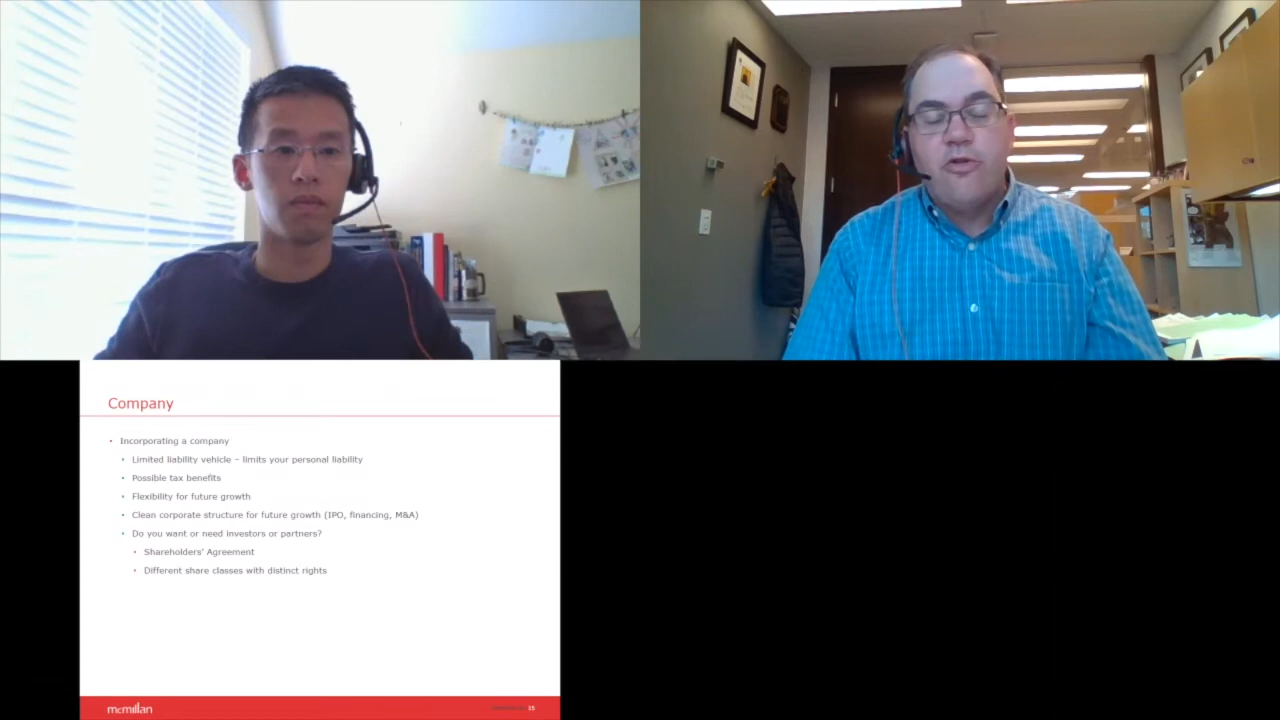 Company
• Incorporating a company
• Limited liability vehicle – limits your personal liability
• Possible tax benefits
• Flexibility for future growth
• Clean corporate structure for future growth (IPO, financing, M&A)
• Do you want or need investors or partners?
• Shareholders' Agreement
• Different share classes with distinct rights
mcmillan
15